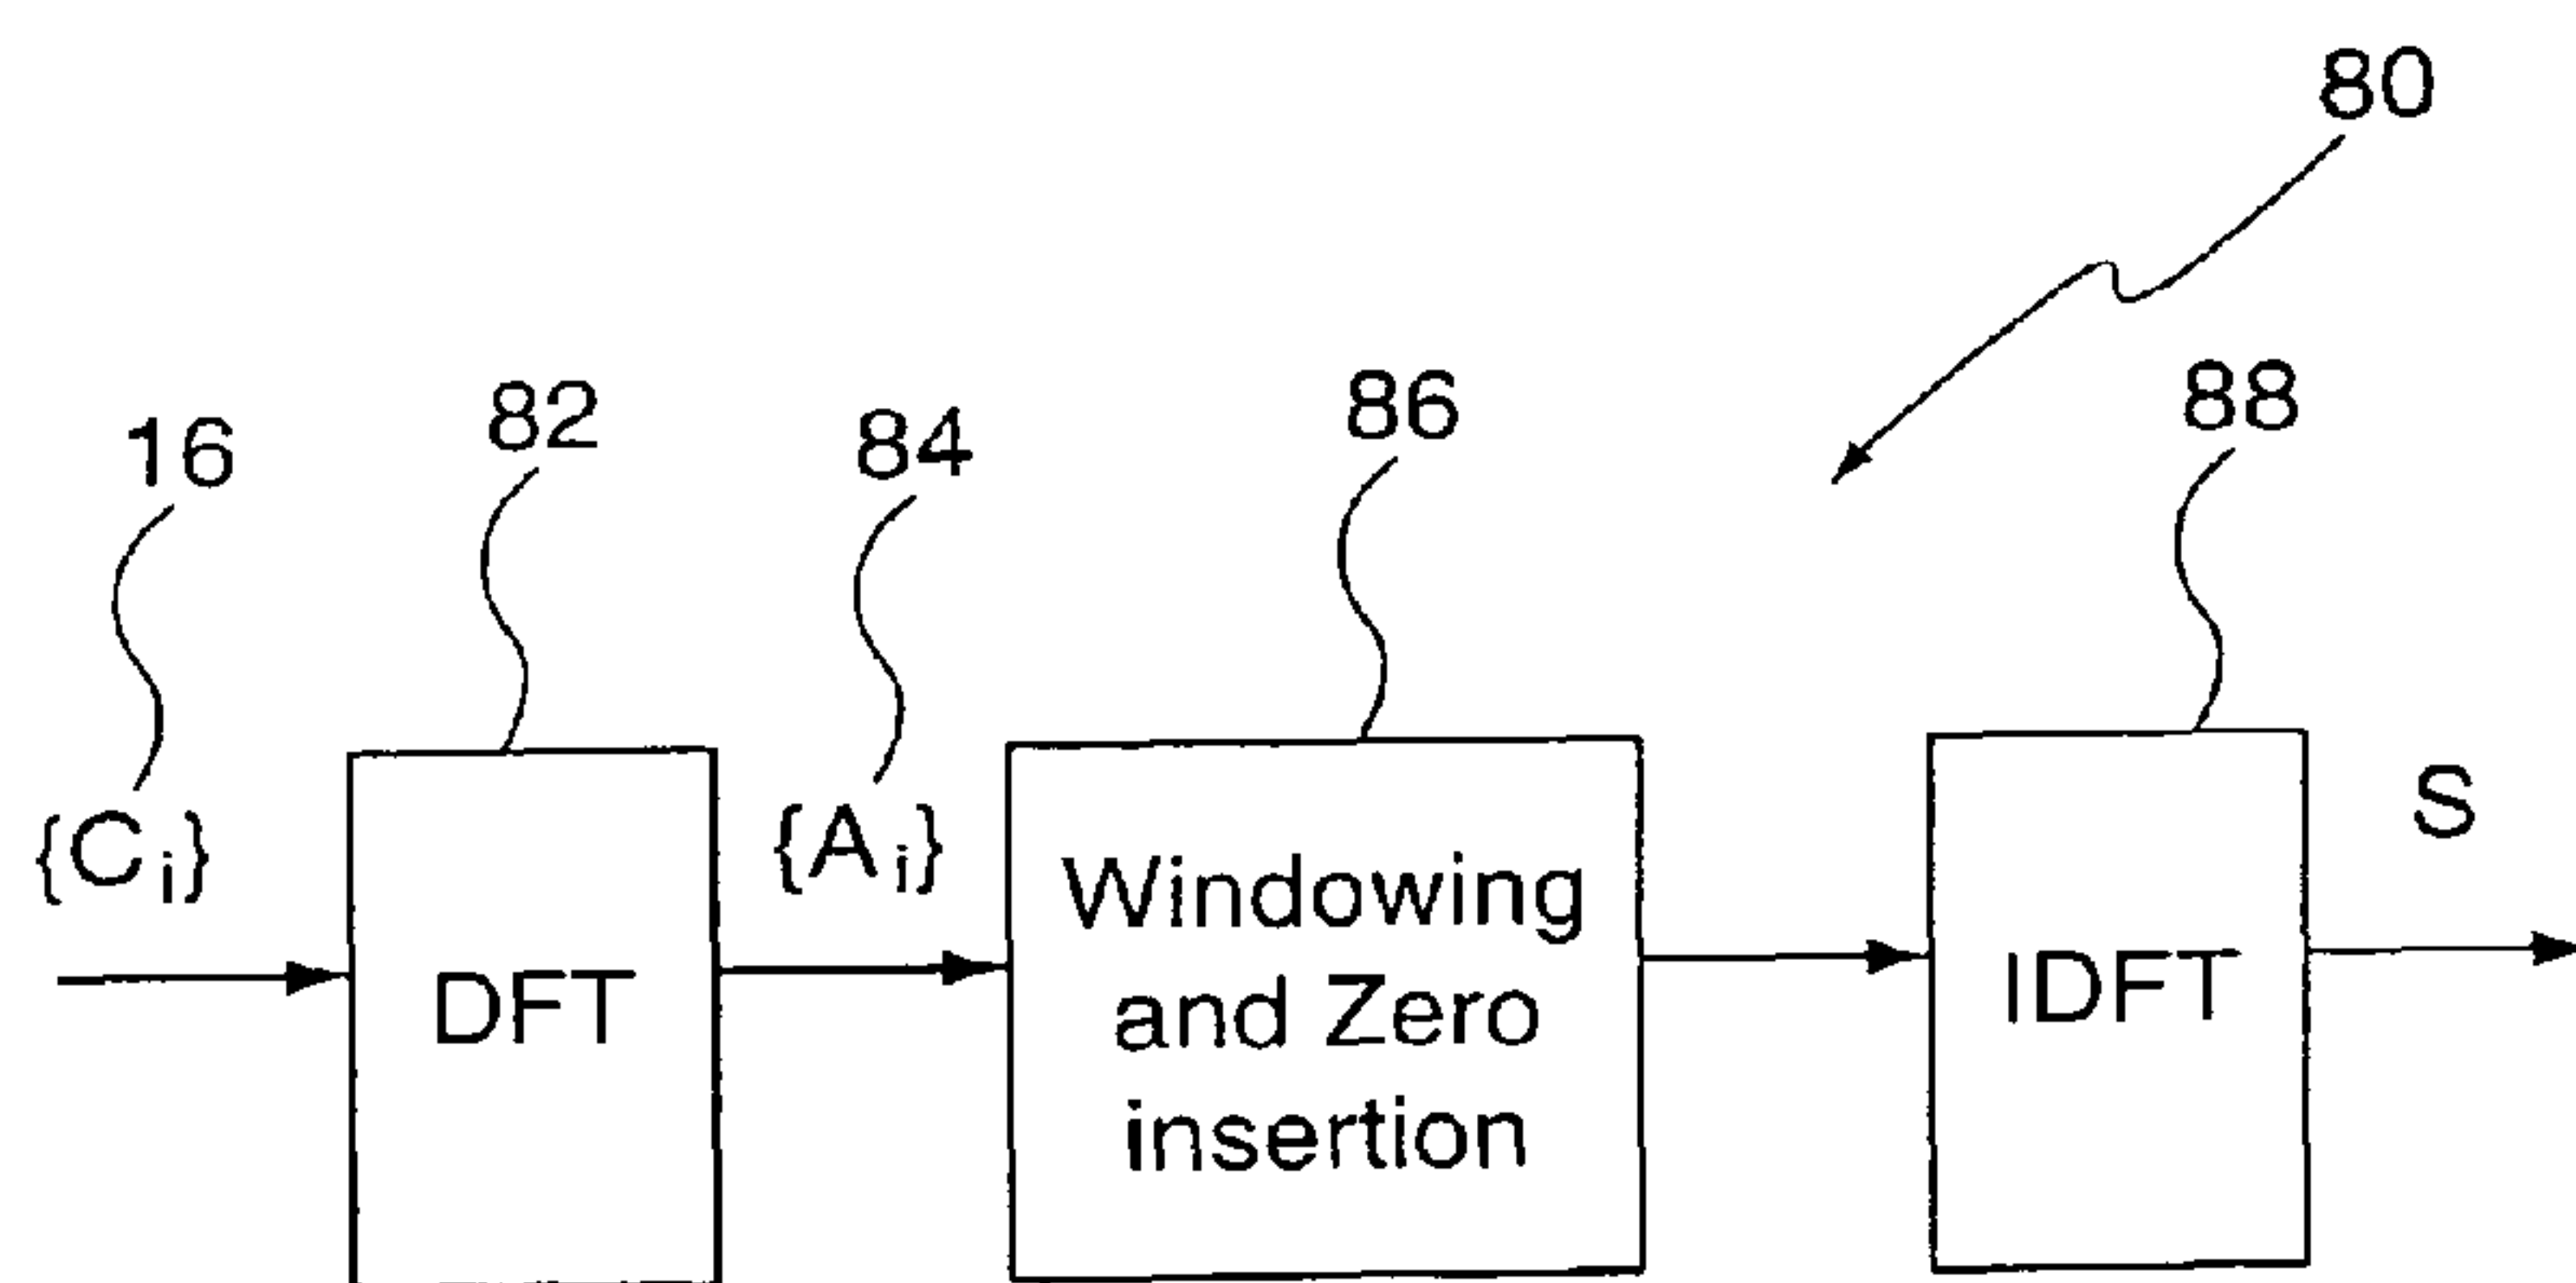 80
16
82
84
86
88
{Ci}
{Ai}
S
DFT
Windowing
and Zero
insertion
IDFT